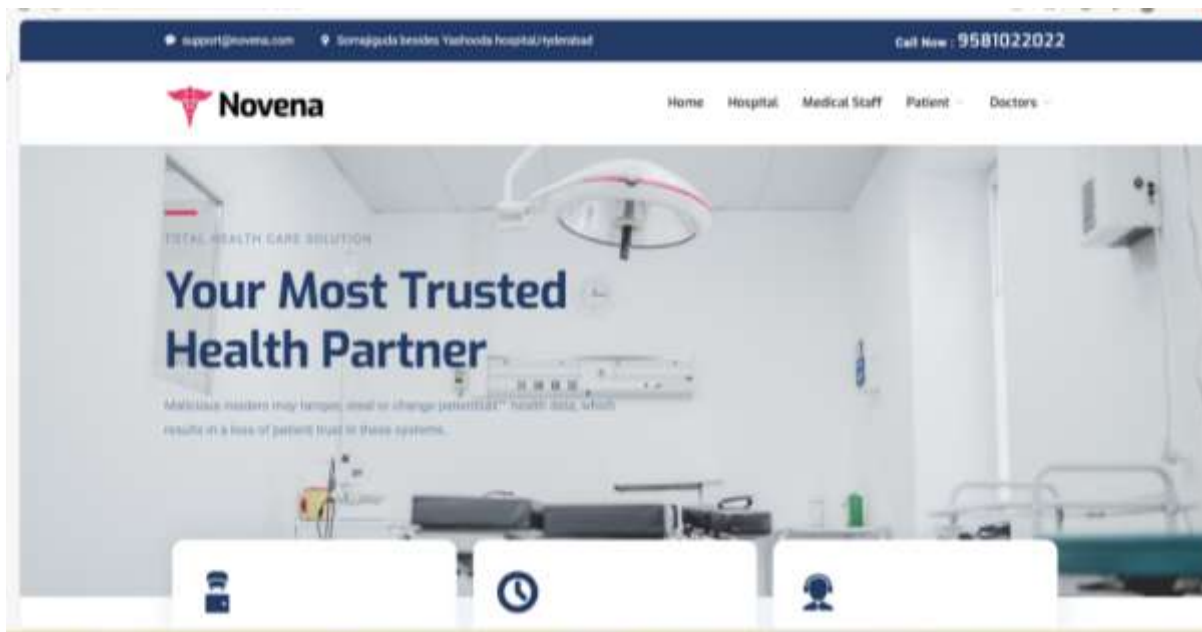 support@novena.com
Somajiguda besides Yashooda hospital,Hyderabad
Call Now : 9581022022
Novena
Home
Hospital
Medical Staff
Patient
Doctors
TOTAL HEALTH CARE SOLUTION
Your Most Trusted
Health Partner
Malicious insiders may tamper, steal or change health data, which
results in a loss of patient trust in these systems.